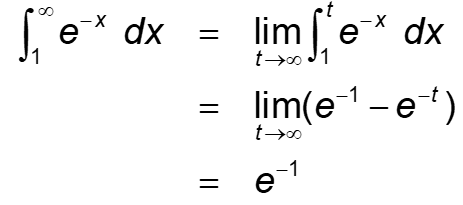 ∫₁^∞ e^{-x} dx = lim_{t→∞} ∫₁^t e^{-x} dx
= lim_{t→∞} (e^{-1} – e^{-t})
= e^{-1}